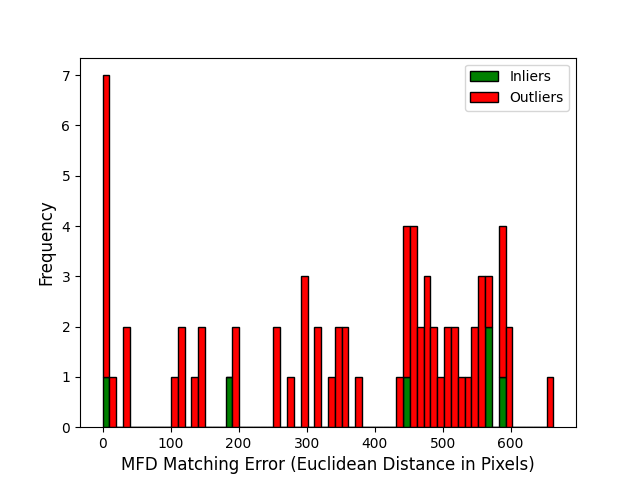 Inliers
Outliers
7
6
5
4
3
2
1
0
Frequency
0 100 200 300 400 500 600
MFD Matching Error (Euclidean Distance in Pixels)